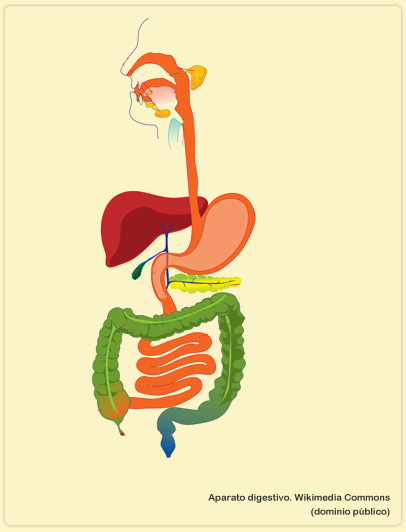 Aparato digestivo. Wikimedia Commons
(dominio público)